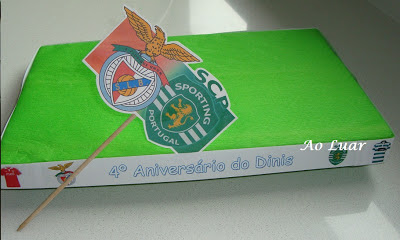 SCP
SPORTING
PORTUGAL
Ao Luar
4º Aniversário do Dinis